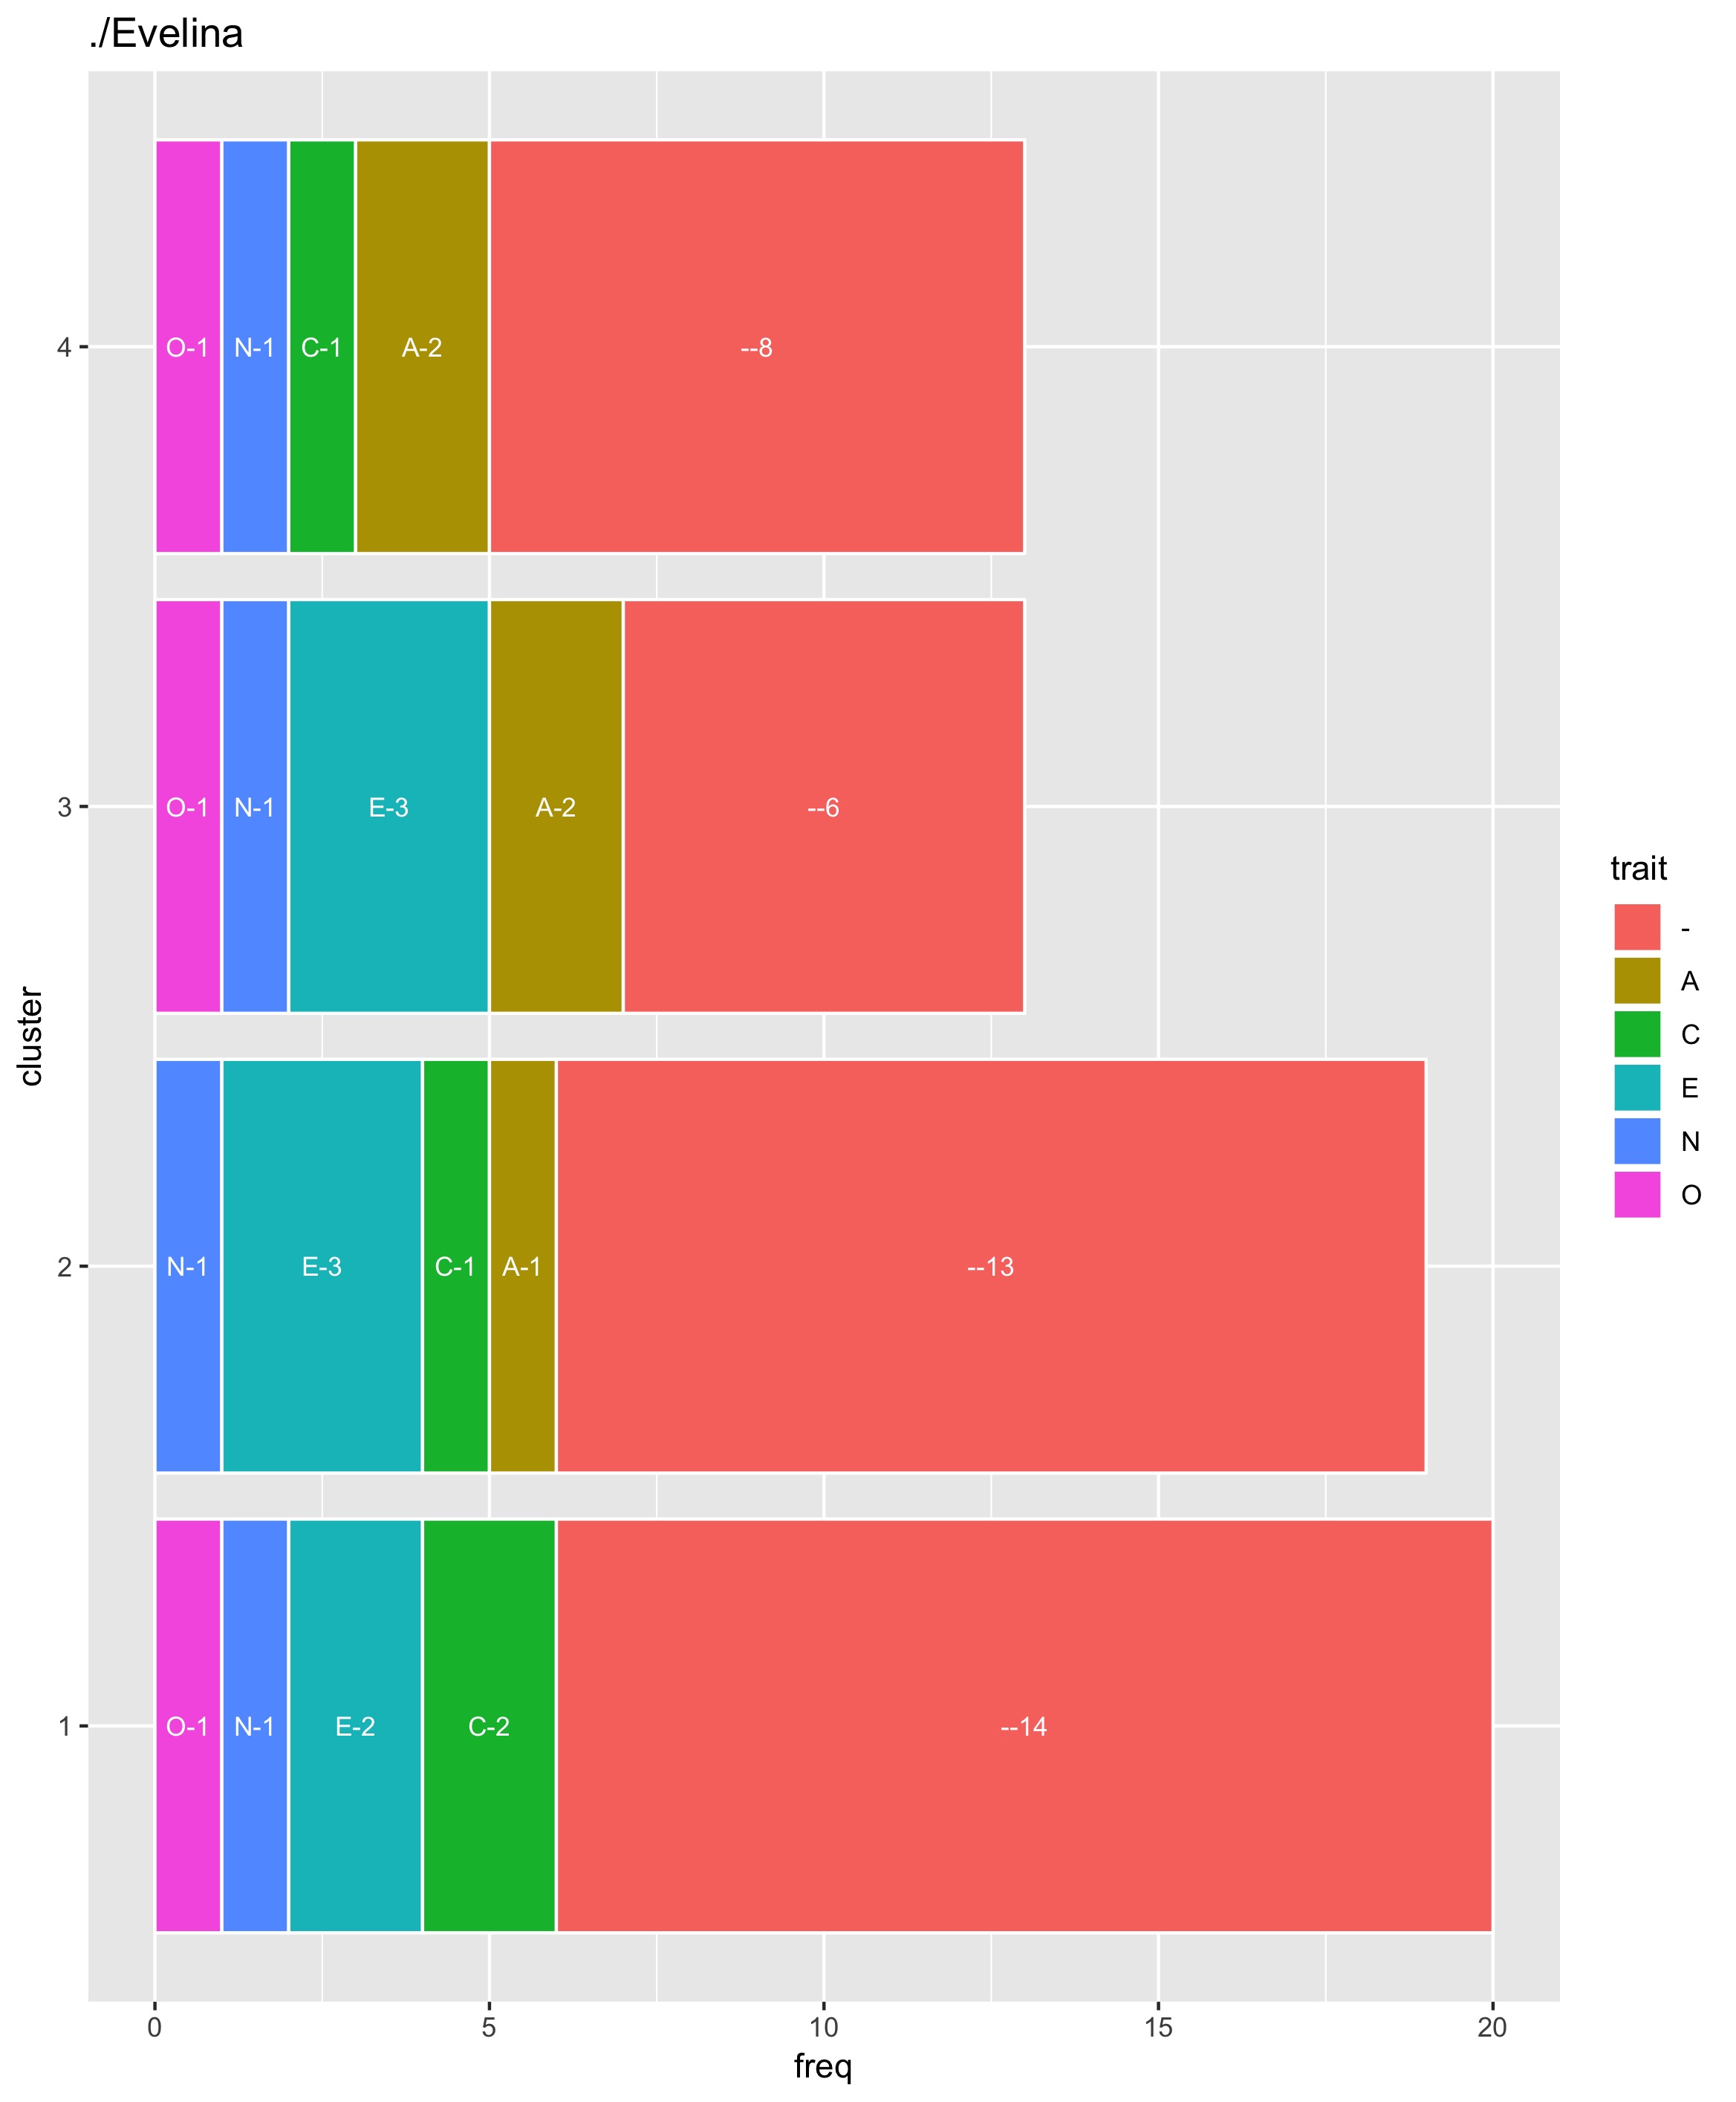 ./Evelina
4
O-1 N-1 C-1 A-2 --8
3
O-1 N-1 E-3 A-2 --6
cluster
2
N-1 E-3 C-1 A-1 --13
1
O-1 N-1 E-2 C-2 --14
0 5 10 15 20
freq
trait
-
A
C
E
N
O